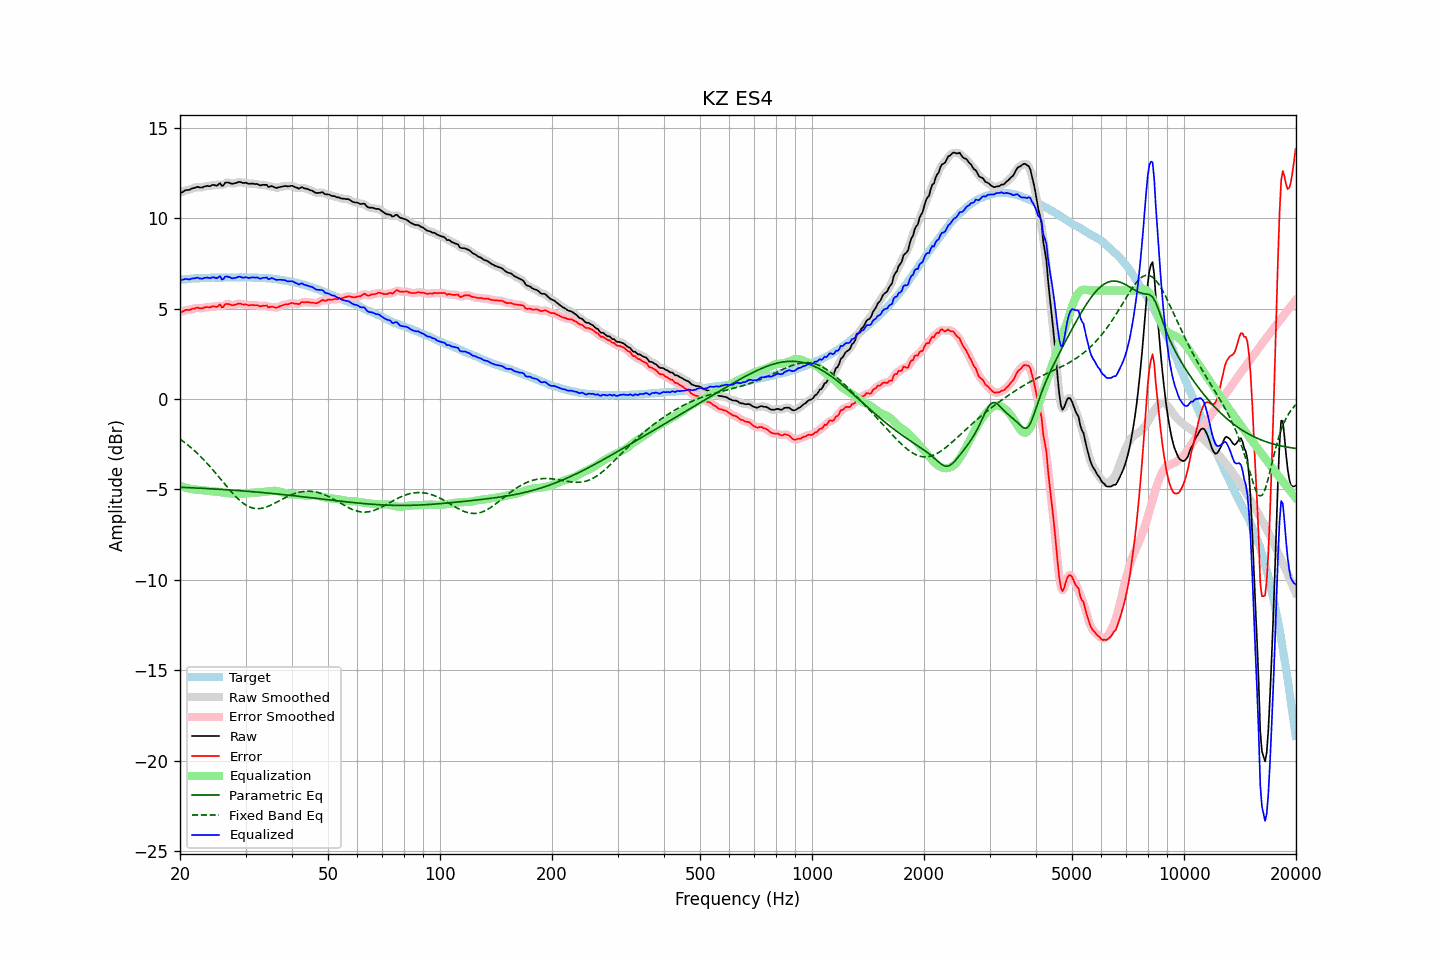 KZ ES4
Amplitude (dBr)
15
10
5
0
−5
−10
−15
−20
−25
Target
Raw Smoothed
Error Smoothed
Raw
Error
Equalization
Parametric Eq
Fixed Band Eq
Equalized
20 50 100 200 500 1000 2000 5000 10000 20000
Frequency (Hz)